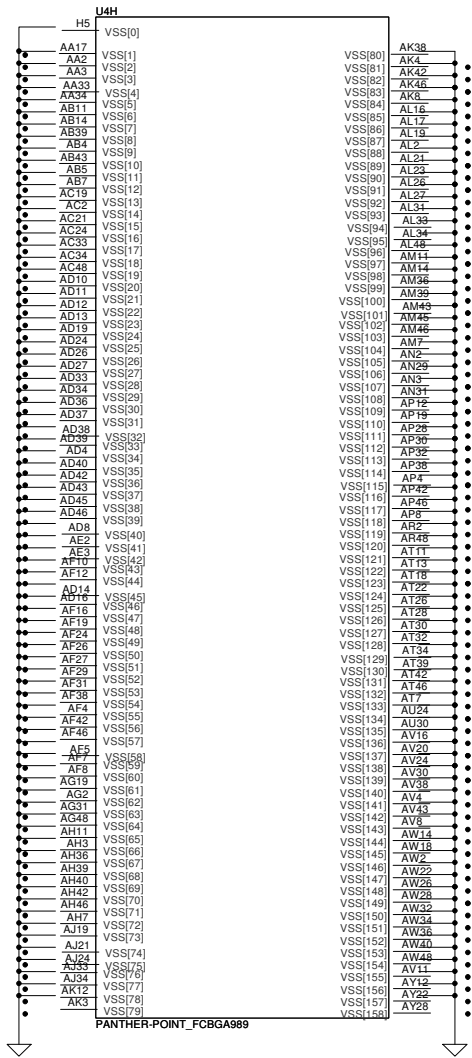 U4H
H5 VSS[0]
AA17 VSS[1]
AA2 VSS[2]
AA3 VSS[3]
AA33 VSS[4]
AA34 VSS[5]
AB11 VSS[6]
AB14 VSS[7]
AB39 VSS[8]
AB4 VSS[9]
AB43 VSS[10]
AB5 VSS[11]
AB7 VSS[12]
AC19 VSS[13]
AC2 VSS[14]
AC21 VSS[15]
AC24 VSS[16]
AC33 VSS[17]
AC34 VSS[18]
AC48 VSS[19]
AD10 VSS[20]
AD11 VSS[21]
AD12 VSS[22]
AD13 VSS[23]
AD19 VSS[24]
AD24 VSS[25]
AD26 VSS[26]
AD27 VSS[27]
AD33 VSS[28]
AD34 VSS[29]
AD36 VSS[30]
AD37 VSS[31]
AD38 VSS[32]
AD39 VSS[33]
AD4 VSS[34]
AD40 VSS[35]
AD42 VSS[36]
AD43 VSS[37]
AD45 VSS[38]
AD46 VSS[39]
AD8 VSS[40]
AE2 VSS[41]
AE3 VSS[42]
AF10 VSS[43]
AF12 VSS[44]
AD14 VSS[45]
AD16 VSS[46]
AF16 VSS[47]
AF19 VSS[48]
AF24 VSS[49]
AF26 VSS[50]
AF27 VSS[51]
AF29 VSS[52]
AF31 VSS[53]
AF38 VSS[54]
AF4 VSS[55]
AF42 VSS[56]
AF46 VSS[57]
AF5 VSS[58]
AF7 VSS[59]
AF8 VSS[60]
AG19 VSS[61]
AG2 VSS[62]
AG31 VSS[63]
AG48 VSS[64]
AH11 VSS[65]
AH3 VSS[66]
AH36 VSS[67]
AH39 VSS[68]
AH40 VSS[69]
AH42 VSS[70]
AH46 VSS[71]
AH7 VSS[72]
AJ19 VSS[73]
AJ21 VSS[74]
AJ24 VSS[75]
AJ33 VSS[76]
AJ34 VSS[77]
AK12 VSS[78]
AK3 VSS[79]
VSS[80] AK38
VSS[81] AK4
VSS[82] AK42
VSS[83] AK46
VSS[84] AK8
VSS[85] AL16
VSS[86] AL17
VSS[87] AL19
VSS[88] AL2
VSS[89] AL21
VSS[90] AL23
VSS[91] AL26
VSS[92] AL27
VSS[93] AL31
VSS[94] AL33
VSS[95] AL34
VSS[96] AL48
VSS[97] AM11
VSS[98] AM14
VSS[99] AM36
VSS[100] AM39
VSS[101] AM43
VSS[102] AM45
VSS[103] AM46
VSS[104] AM7
VSS[105] AN2
VSS[106] AN29
VSS[107] AN3
VSS[108] AN31
VSS[109] AP12
VSS[110] AP19
VSS[111] AP28
VSS[112] AP30
VSS[113] AP32
VSS[114] AP38
VSS[115] AP4
VSS[116] AP42
VSS[117] AP46
VSS[118] AP8
VSS[119] AR2
VSS[120] AR48
VSS[121] AT11
VSS[122] AT13
VSS[123] AT18
VSS[124] AT22
VSS[125] AT26
VSS[126] AT28
VSS[127] AT30
VSS[128] AT32
VSS[129] AT34
VSS[130] AT39
VSS[131] AT42
VSS[132] AT46
VSS[133] AT7
VSS[134] AU24
VSS[135] AU30
VSS[136] AV16
VSS[137] AV20
VSS[138] AV24
VSS[139] AV30
VSS[140] AV38
VSS[141] AV4
VSS[142] AV43
VSS[143] AV8
VSS[144] AW14
VSS[145] AW18
VSS[146] AW2
VSS[147] AW22
VSS[148] AW26
VSS[149] AW28
VSS[150] AW32
VSS[151] AW34
VSS[152] AW36
VSS[153] AW40
VSS[154] AW48
VSS[155] AV11
VSS[156] AY12
VSS[157] AY22
VSS[158] AY28
PANTHER-POINT_FCBGA989